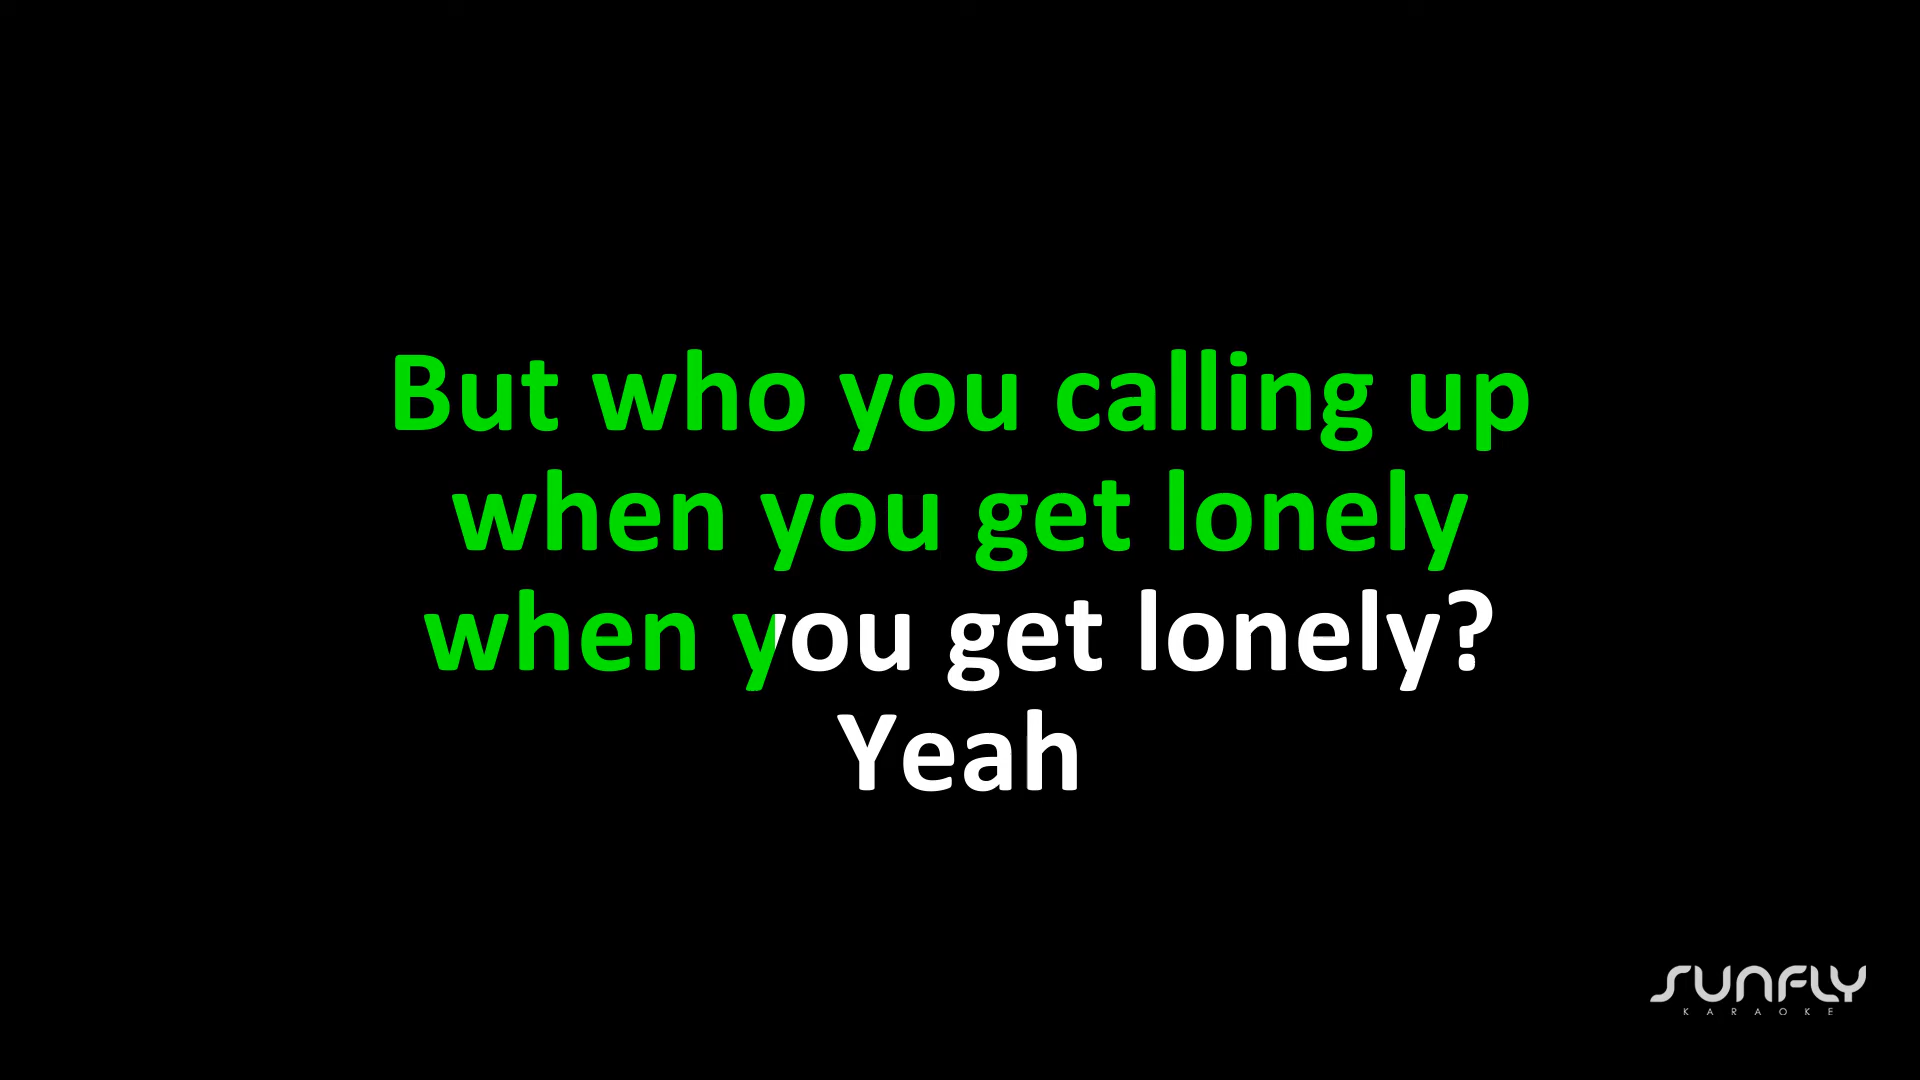 But who you calling up
when you get lonely
when you get lonely?
Yeah
SUNFLY
KARAOKE